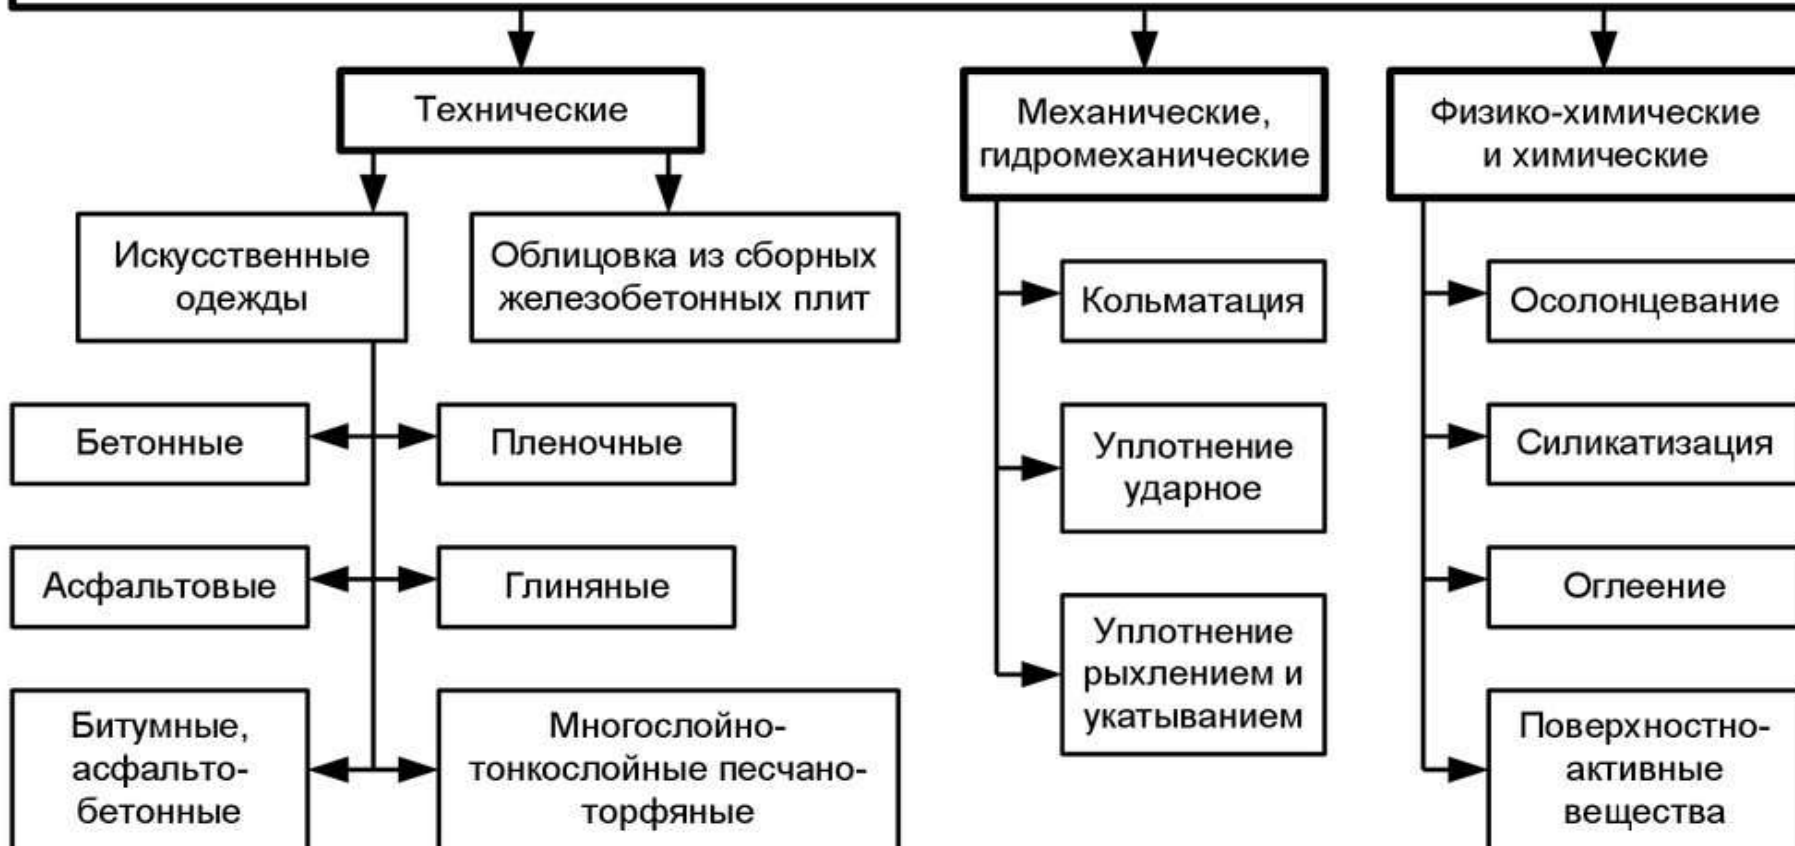 Технические
Механические,
гидромеханические
Физико-химические
и химические
Искусственные
одежды
Облицовка из сборных
железобетонных плит
Кольматация
Осолонцевание
Бетонные
Пленочные
Уплотнение
ударное
Силикатизация
Асфальтовые
Глиняные
Уплотнение
рыхлением и
укатыванием
Оглеение
Битумные,
асфальто-
бетонные
Многослойно-
тонкослойные песчано-
торфяные
Поверхностно-
активные
вещества